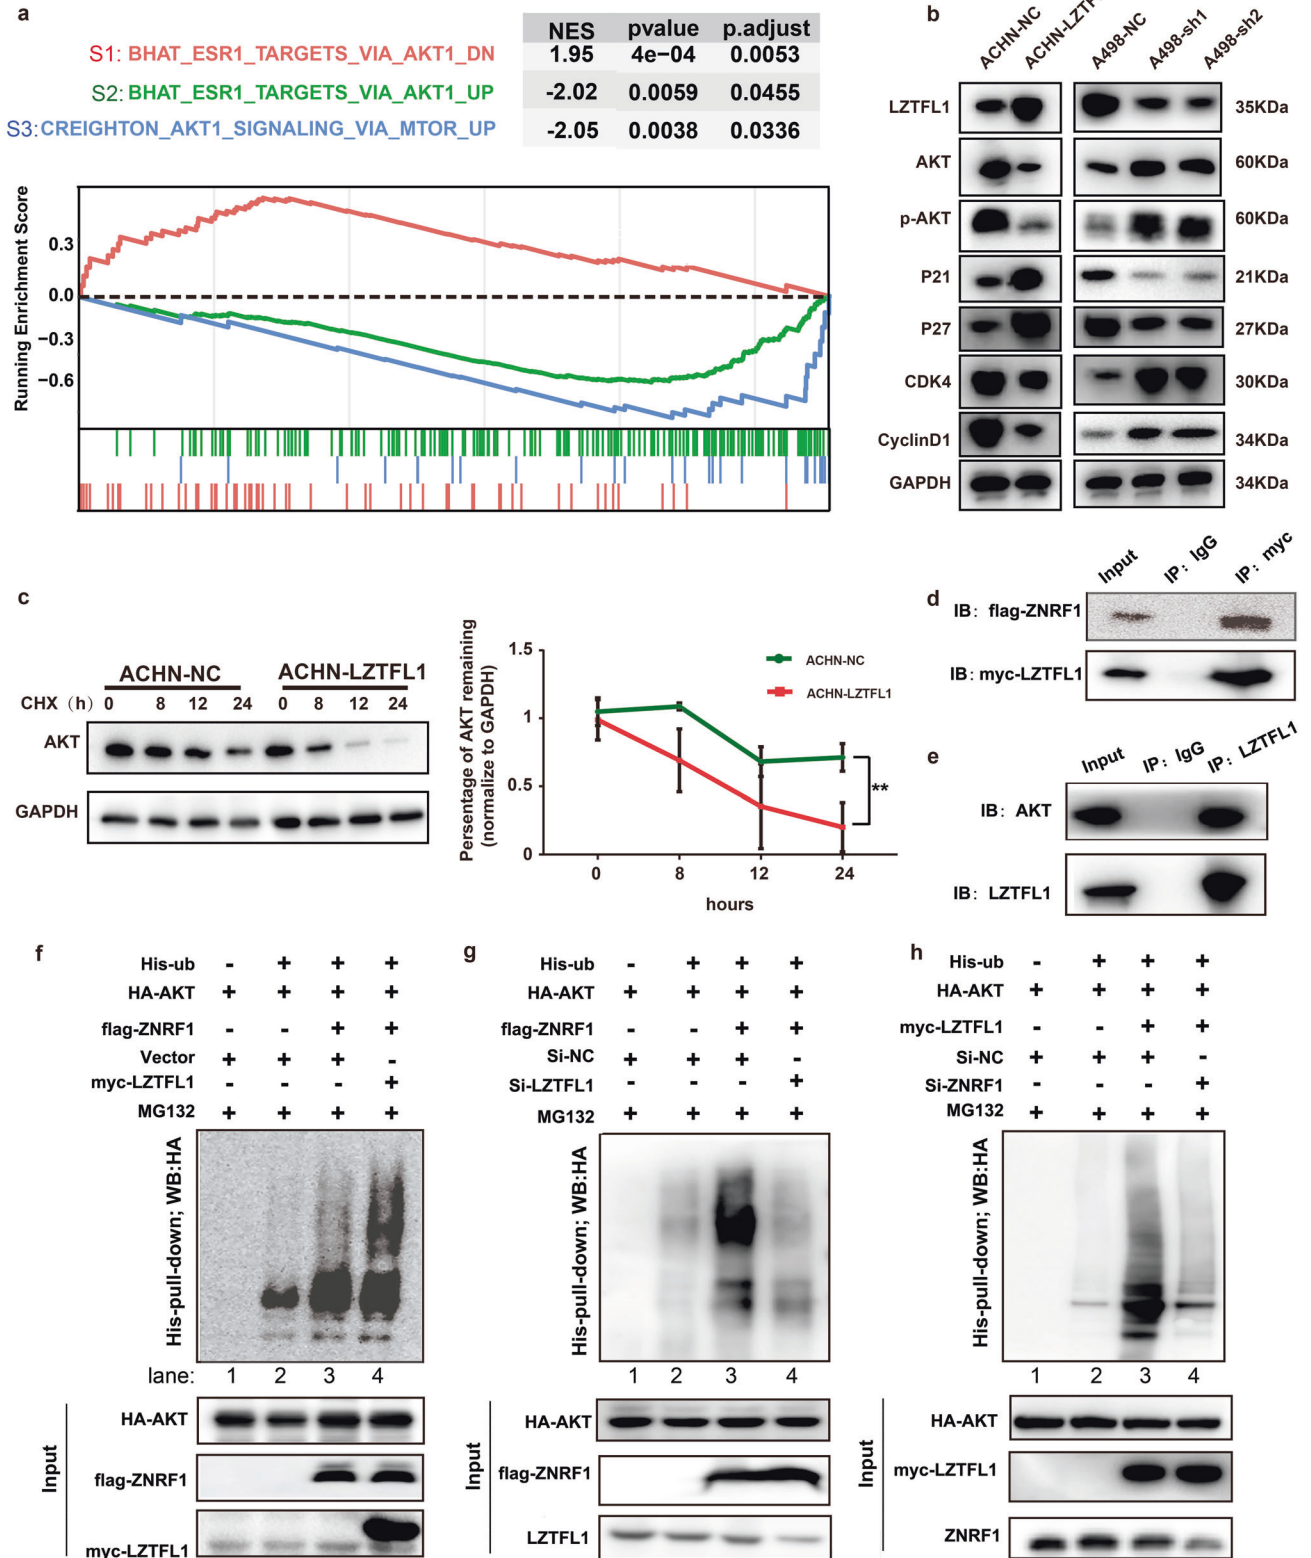 a
NES pvalue p.adjust
S1: BHAT_ESR1_TARGETS_VIA_AKT1_DN 1.95 4e−04 0.0053
S2: BHAT_ESR1_TARGETS_VIA_AKT1_UP -2.02 0.0059 0.0455
S3:CREIGHTON_AKT1_SIGNALING_VIA_MTOR_UP -2.05 0.0038 0.0336
Running Enrichment Score
0.3
0.0
−0.3
−0.6
b
ACHN-NC A498-NC A498-sh1 A498-sh2
LZTFL1 35KDa
AKT 60KDa
p-AKT 60KDa
P21 21KDa
P27 27KDa
CDK4 30KDa
CyclinD1 34KDa
GAPDH 34KDa
c
ACHN-NC ACHN-LZTFL1
CHX (h) 0 8 12 24 0 8 12 24
AKT
GAPDH
Persentage of AKT remaining
(normalize to GAPDH)
1.5
1
0.5
0
ACHN-NC
ACHN-LZTFL1
**
0 8 12 24
hours
d
Input IP: IgG IP: myc
IB: flag-ZNRF1
IB: myc-LZTFL1
e
Input IP: IgG IP: LZTFL1
IB: AKT
IB: LZTFL1
f
His-ub - + + +
HA-AKT + + + +
flag-ZNRF1 - - + +
Vector + + + -
myc-LZTFL1 - - - +
MG132 + + + +
His-pull-down; WB:HA
lane: 1 2 3 4
Input
HA-AKT
flag-ZNRF1
myc-LZTFL1
g
His-ub - + + +
HA-AKT + + + +
flag-ZNRF1 - - + +
Si-NC + + + -
Si-LZTFL1 - - - +
MG132 + + + +
His-pull-down; WB:HA
1 2 3 4
Input
HA-AKT
flag-ZNRF1
LZTFL1
h
His-ub - + + +
HA-AKT + + + +
myc-LZTFL1 - - + +
Si-NC + + + -
Si-ZNRF1 - - - +
MG132 + + + +
His-pull-down; WB:HA
1 2 3 4
Input
HA-AKT
myc-LZTFL1
ZNRF1